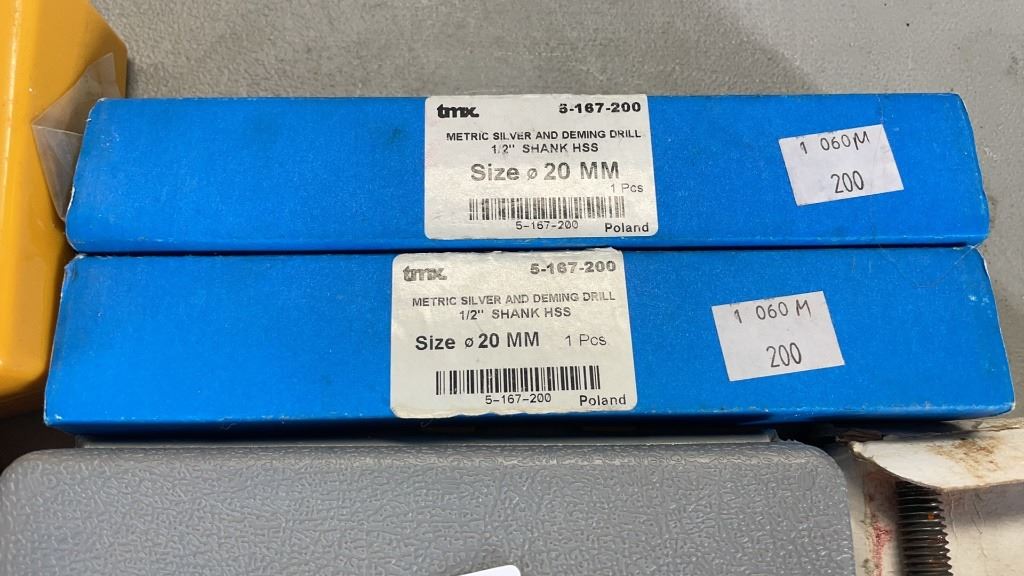 tmx. 5-167-200
METRIC SILVER AND DEMING DRILL
1/2" SHANK HSS
Size ø 20 MM
1 Pcs
5-167-200 Poland
1 060M
200
tmx. 5-167-200
METRIC SILVER AND DEMING DRILL
1/2" SHANK HSS
Size ø 20 MM 1 Pcs
5-167-200 Poland
1 060M
200